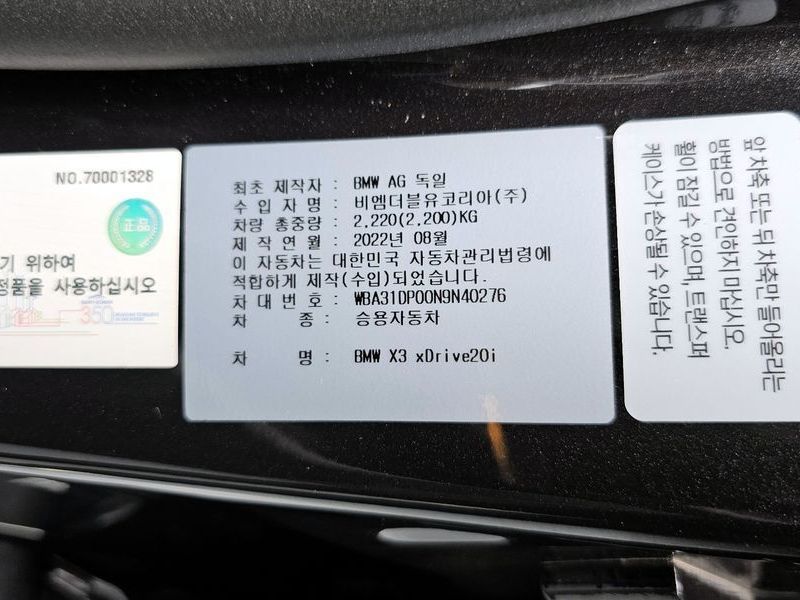 NO.70001328
正品
기 위하여
정품을 사용하십시오
350
최초 제작자 : BMW AG 독일
수 입 자 명 : 비엠더블유코리아(주)
차량 총중량 : 2,220(2,200)KG
제 작 연 월 : 2022년 08월
이 자동차는 대한민국 자동차관리법령에
적합하게 제작(수입)되었습니다.
차 대 번 호 : WBA31DP00N9N40276
차 종 : 승용자동차
차 명 : BMW X3 xDrive20i
앞 차축 또는 뒤 차축만 들어올리는
방법으로 견인하지 마십시오.
휠이 잠길 수 있으며, 트랜스퍼
케이스가 손상될 수 있습니다.